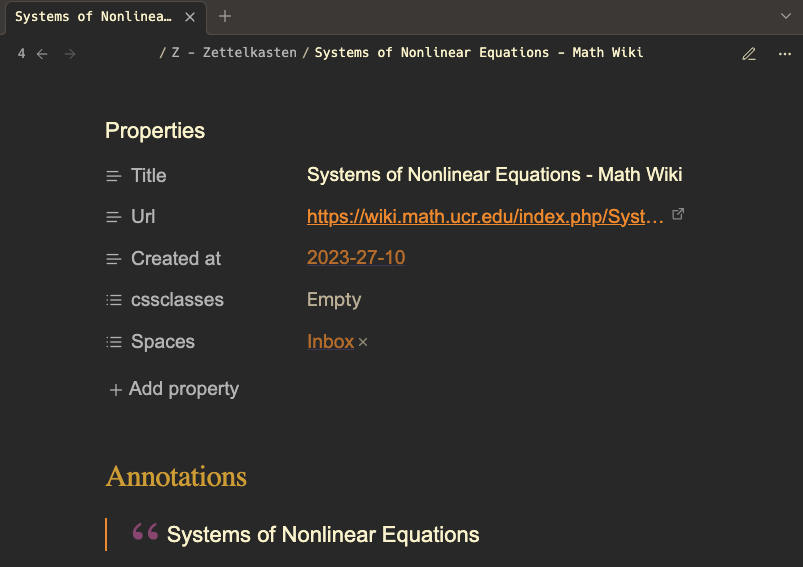 Systems of Nonlinea…
4 / Z - Zettelkasten / Systems of Nonlinear Equations - Math Wiki
Properties
Title Systems of Nonlinear Equations - Math Wiki
Url https://wiki.math.ucr.edu/index.php/Syst…
Created at 2023-27-10
cssclasses Empty
Spaces Inbox ×
+ Add property
Annotations
“ Systems of Nonlinear Equations